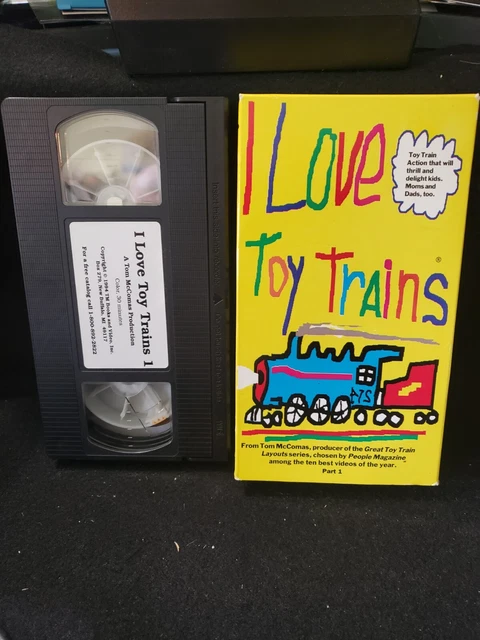 I Love Toy Trains 1
A Tom McComas Production
Color, 30 minutes
Copyright © 1994 TM Books and Video, Inc.
Box 279, New Buffalo, MI 49117
For a free catalog call 1-800-892-2822
I Love
Toy Train
Action that will
thrill and
delight kids.
Moms and
Dads, too.
Toy Trains®
275
From Tom McComas, producer of the Great Toy Train
Layouts series, chosen by People Magazine
among the ten best videos of the year.
Part 1